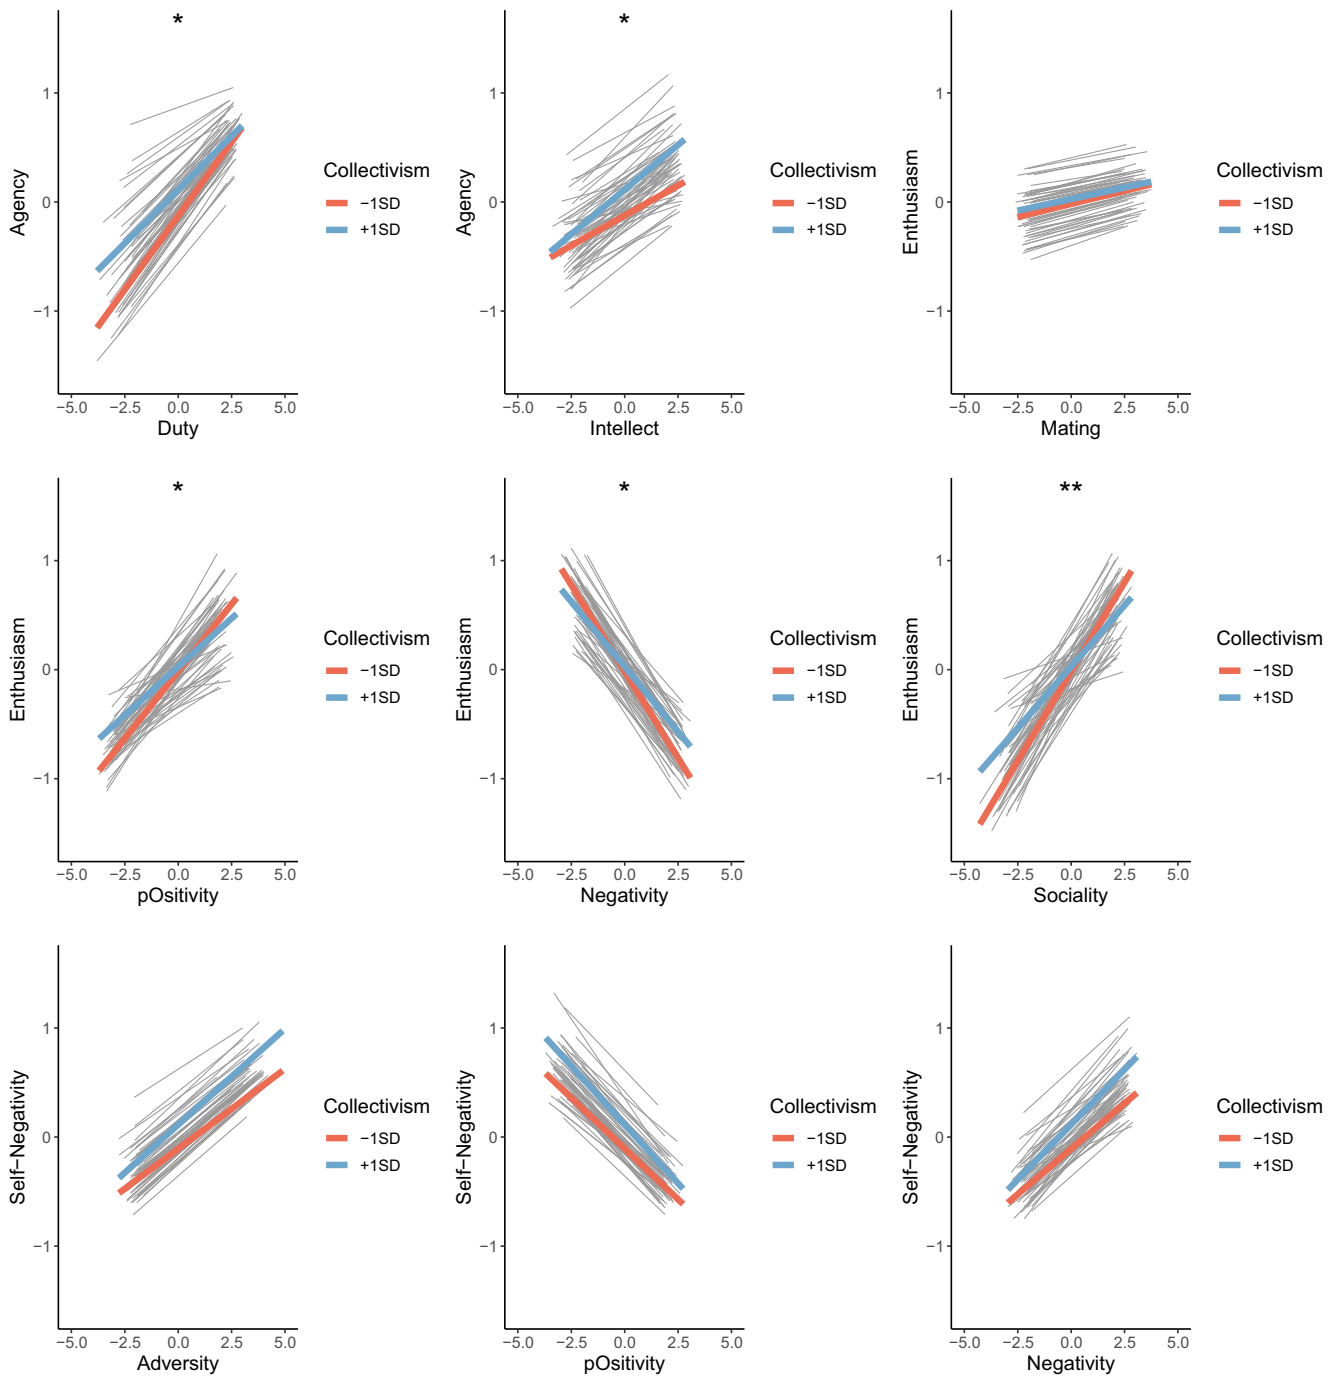 *
Agency
1
0
−1
−5.0 −2.5 0.0 2.5 5.0
Duty
Collectivism
−1SD
+1SD
*
Agency
1
0
−1
−5.0 −2.5 0.0 2.5 5.0
Intellect
Collectivism
−1SD
+1SD
Enthusiasm
1
0
−1
−5.0 −2.5 0.0 2.5 5.0
Mating
Collectivism
−1SD
+1SD
*
Enthusiasm
1
0
−1
−5.0 −2.5 0.0 2.5 5.0
pOsitivity
Collectivism
−1SD
+1SD
*
Enthusiasm
1
0
−1
−5.0 −2.5 0.0 2.5 5.0
Negativity
Collectivism
−1SD
+1SD
**
Enthusiasm
1
0
−1
−5.0 −2.5 0.0 2.5 5.0
Sociality
Collectivism
−1SD
+1SD
Self−Negativity
1
0
−1
−5.0 −2.5 0.0 2.5 5.0
Adversity
Collectivism
−1SD
+1SD
Self−Negativity
1
0
−1
−5.0 −2.5 0.0 2.5 5.0
pOsitivity
Collectivism
−1SD
+1SD
Self−Negativity
1
0
−1
−5.0 −2.5 0.0 2.5 5.0
Negativity
Collectivism
−1SD
+1SD